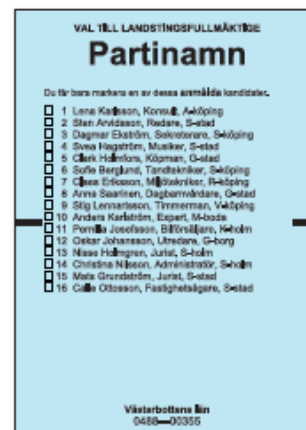 VAL TILL LANDSTINGSFULLMÄKTIGE
Partinamn
Du får bara markera en av dessa anmälda kandidater.
1 Lena Karlsson, Konsult, A-köping
2 Sten Arvidsson, Redare, S-stad
3 Dagmar Ekström, Sekreterare, S-köping
4 Svea Hagström, Musiker, S-stad
5 Clark Holmfors, Köpman, G-stad
6 Sofie Berglund, Tandtekniker, S-köping
7 Claes Eriksson, Miljötekniker, R-köping
8 Anna Saarinen, Dagbarnvårdare, G-stad
9 Stig Lennartsson, Timmerman, V-köping
10 Anders Karlström, Expert, M-boda
11 Pernilla Josefsson, Bilförsäljare, K-holm
12 Oskar Johansson, Utredare, G-borg
13 Nisse Holmgren, Jurist, S-holm
14 Christina Nilsson, Administratör, S-holm
15 Mats Grundström, Jurist, S-stad
16 Calle Ottosson, Fastighetsägare, S-stad
Västerbottens län
0488—00355